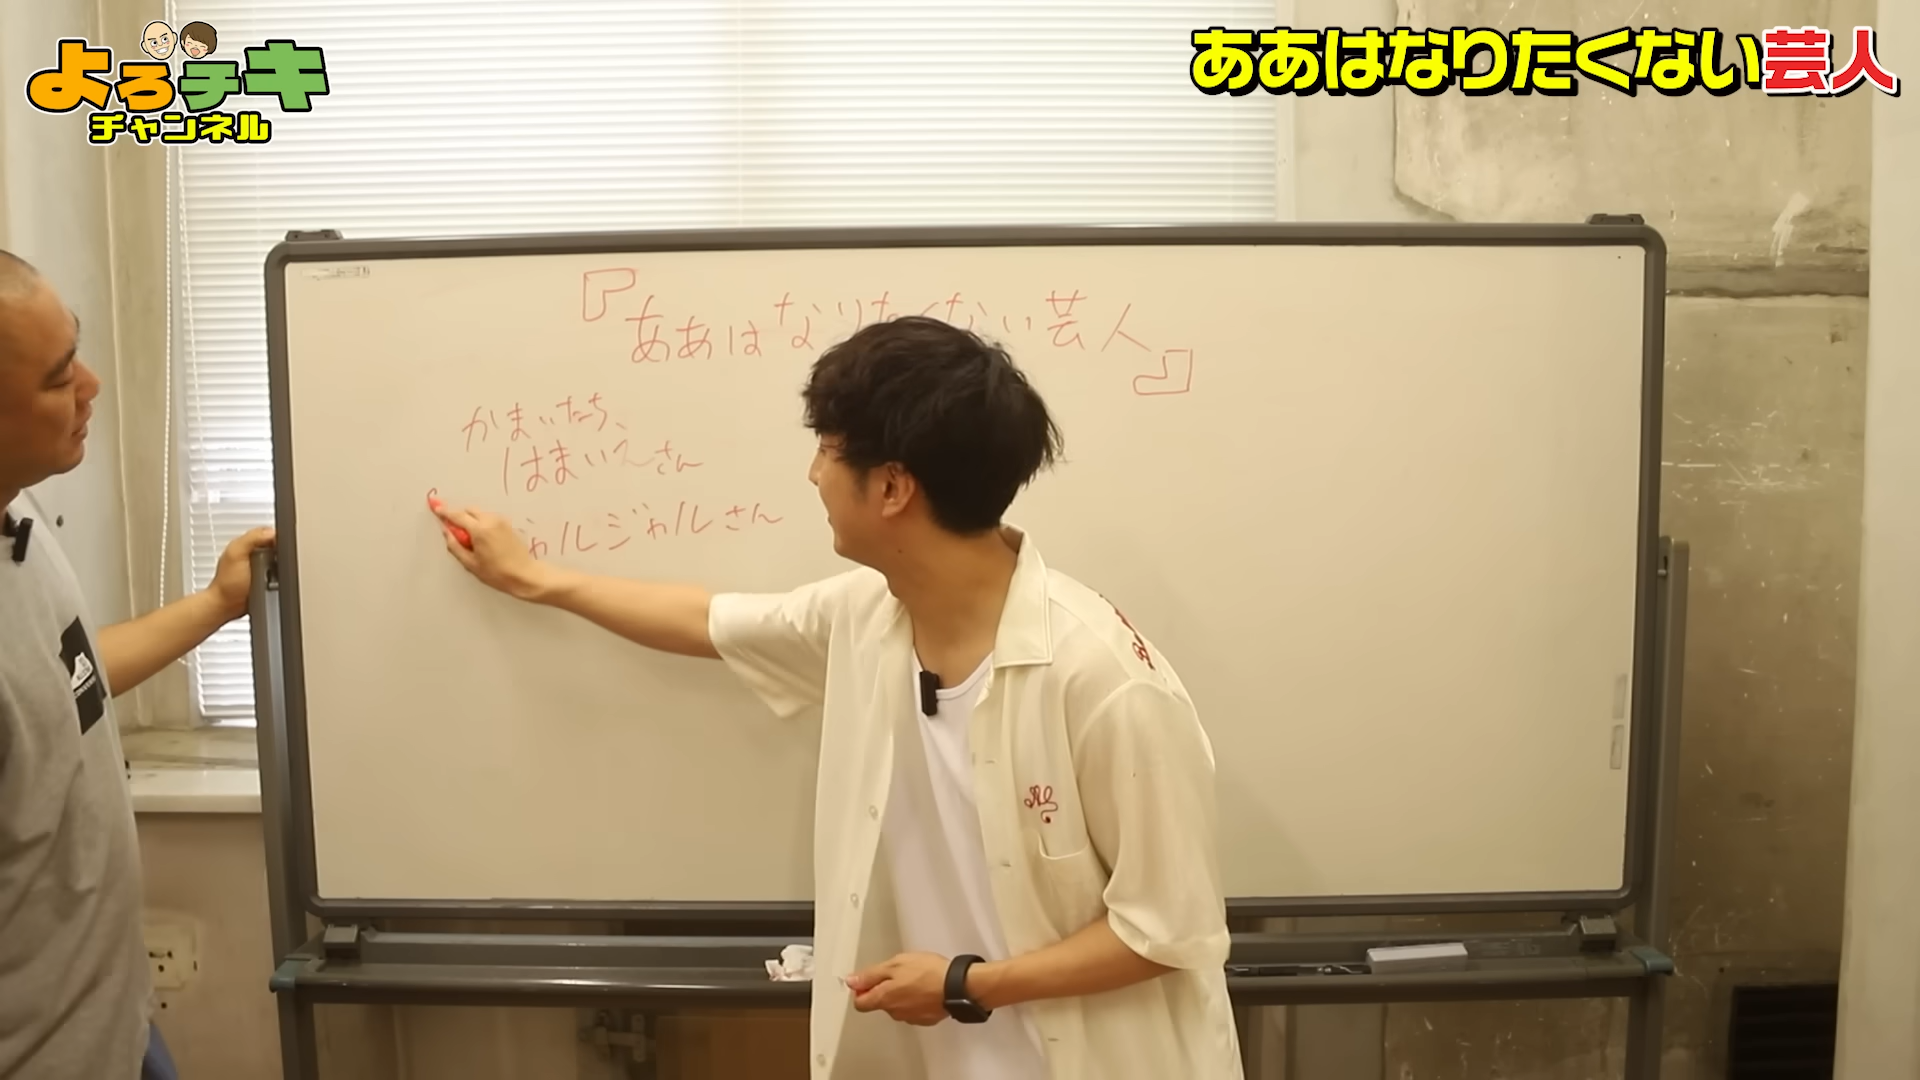 よろチキ
チャンネル
ああはなりたくない芸人
『ああはなりたくない芸人』
かまいたち、
はまいえさん
ジャルジャルさん